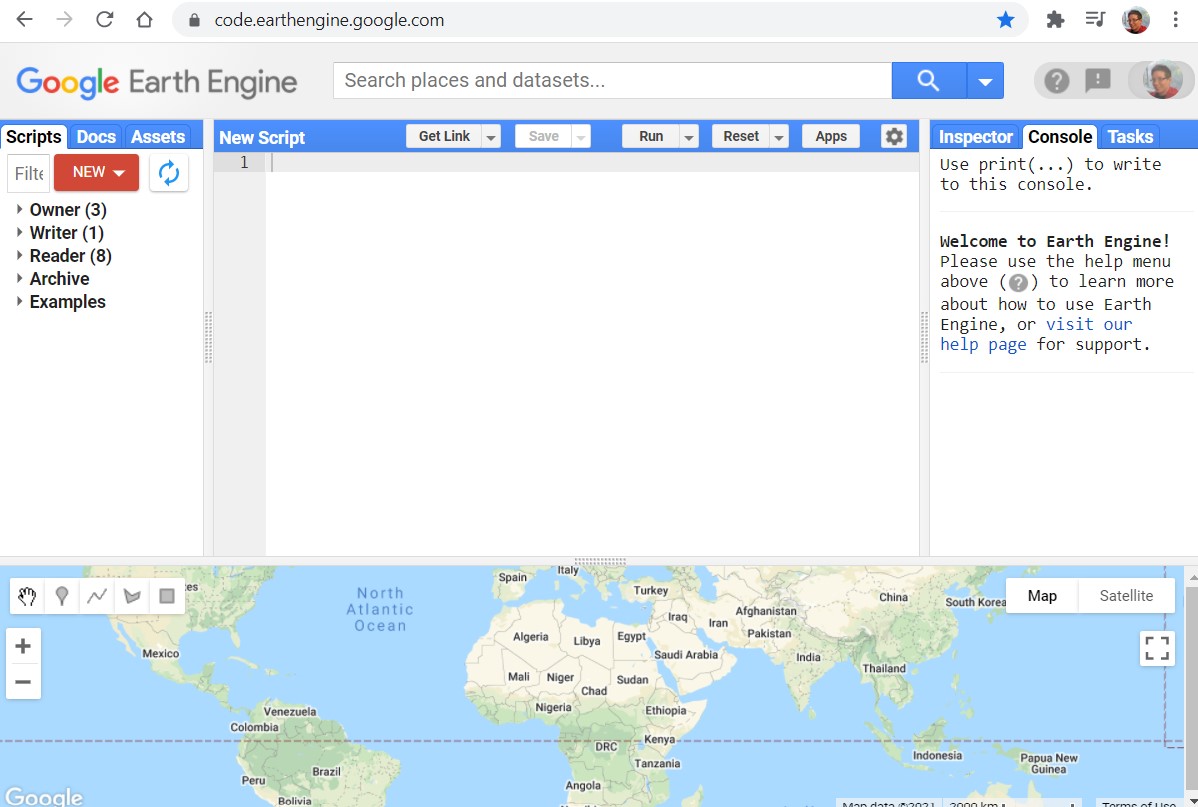 code.earthengine.google.com
Google Earth Engine
Search places and datasets...
Scripts Docs Assets
New Script
Get Link
Save
Run
Reset
Apps
Inspector Console Tasks
Filte
NEW
Owner (3)
Writer (1)
Reader (8)
Archive
Examples
1
Use print(...) to write
to this console.
Welcome to Earth Engine!
Please use the help menu
above (?) to learn more
about how to use Earth
Engine, or visit our
help page for support.
Map
Satellite
North
Atlantic
Ocean
Spain
Italy
Turkey
China
South Korea
Iraq
Iran
Afghanistan
Pakistan
Algeria
Libya
Egypt
Saudi Arabia
India
Mexico
Thailand
Mali
Niger
Chad
Sudan
Nigeria
Ethiopia
Venezuela
Colombia
DRC
Kenya
Tanzania
Indonesia
Papua New
Guinea
Peru
Brazil
Angola
Bolivia
Google
Map data ©2021
2000 km
Terms of Use